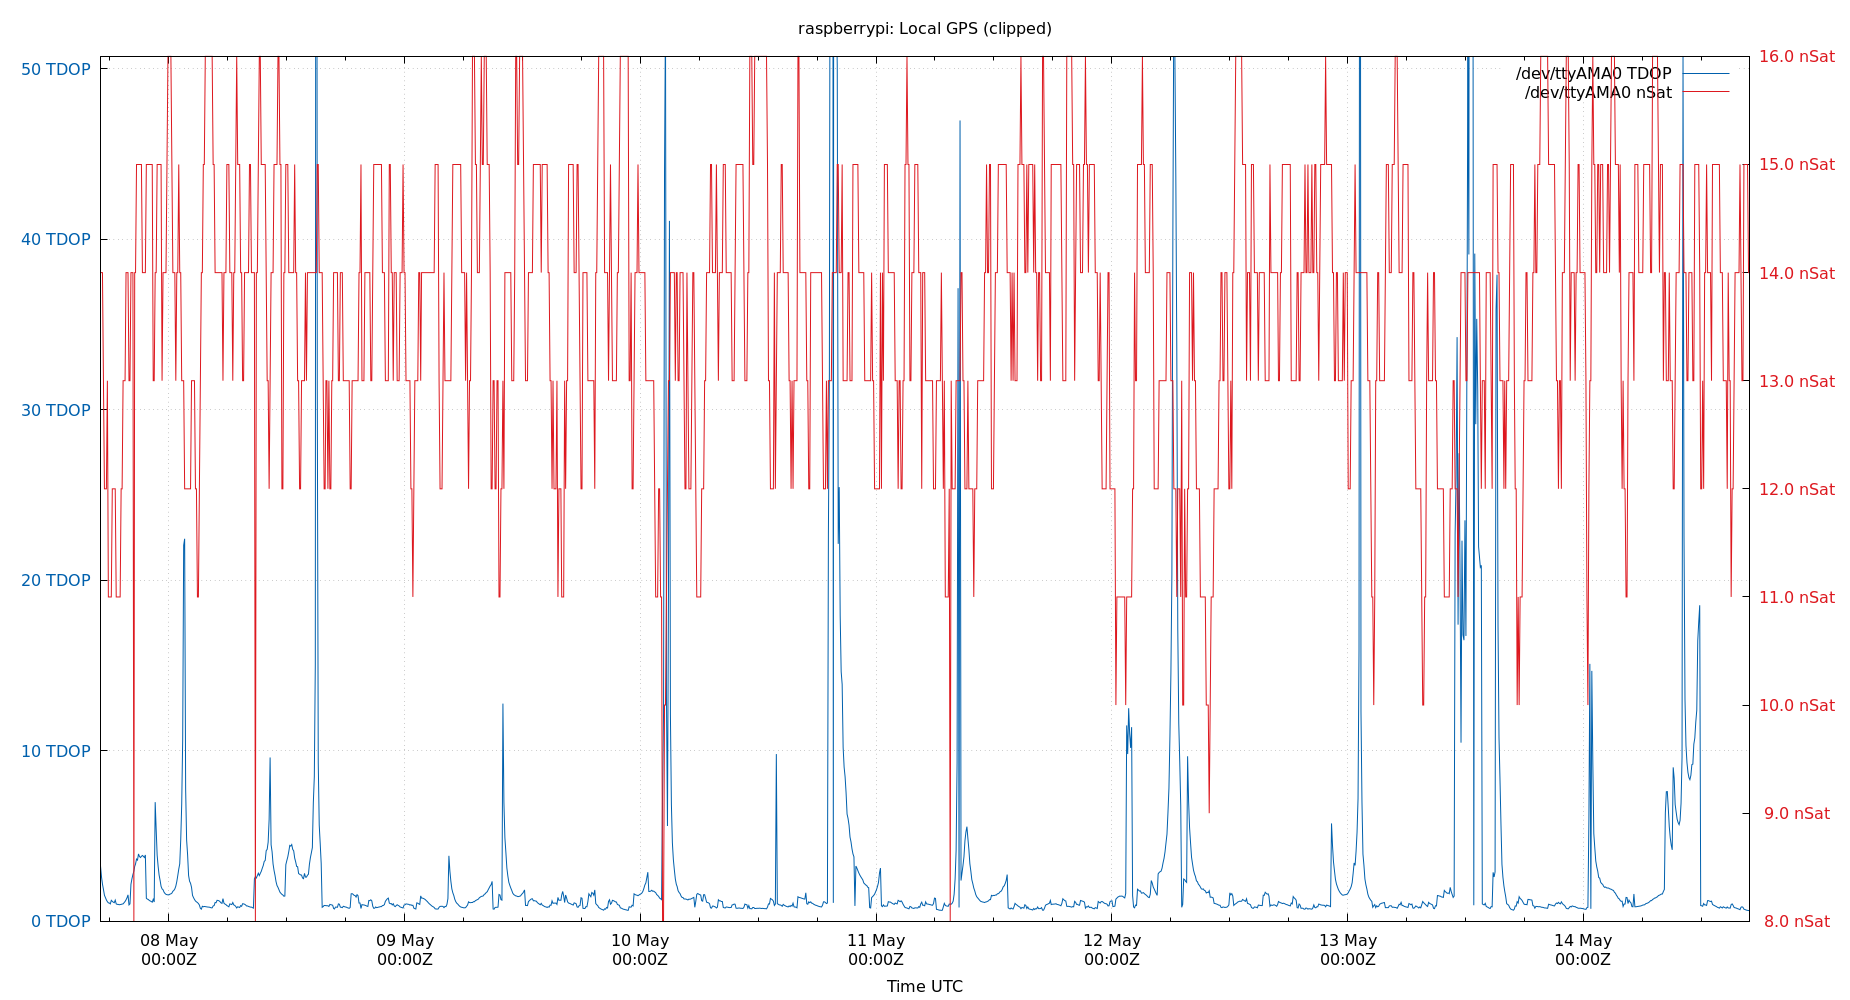 raspberrypi: Local GPS (clipped)
50 TDOP
40 TDOP
30 TDOP
20 TDOP
10 TDOP
0 TDOP
16.0 nSat
15.0 nSat
14.0 nSat
13.0 nSat
12.0 nSat
11.0 nSat
10.0 nSat
9.0 nSat
8.0 nSat
/dev/ttyAMA0 TDOP
/dev/ttyAMA0 nSat
08 May
00:00Z
09 May
00:00Z
10 May
00:00Z
11 May
00:00Z
12 May
00:00Z
13 May
00:00Z
14 May
00:00Z
Time UTC